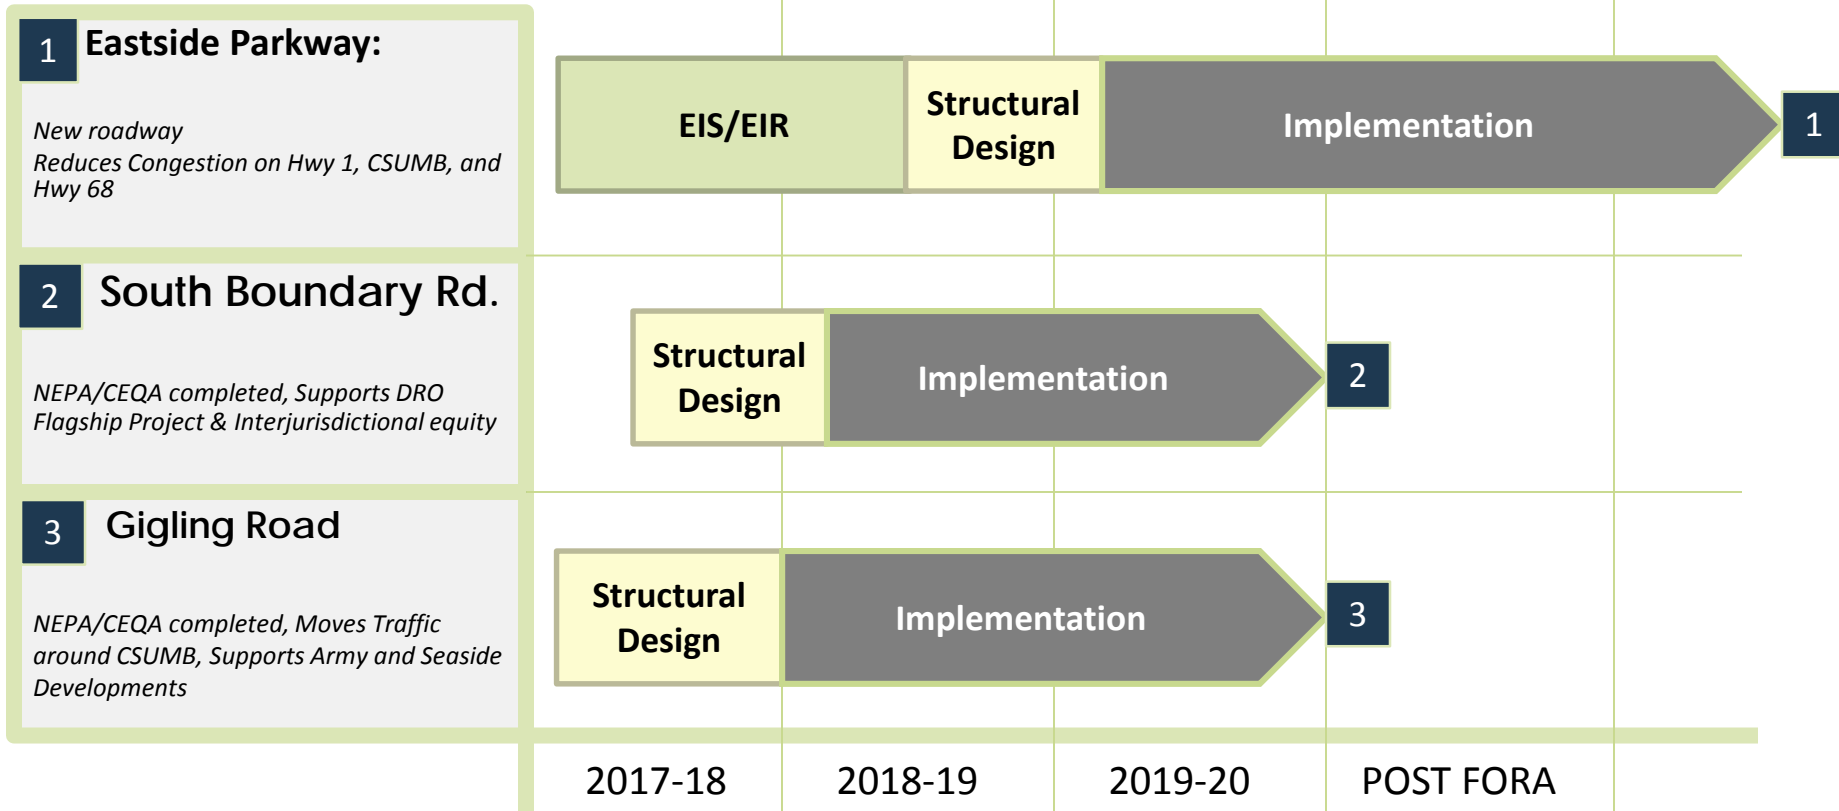 1 Eastside Parkway:
New roadway
Reduces Congestion on Hwy 1, CSUMB, and
Hwy 68
EIS/EIR
Structural
Design
Implementation
1
2 South Boundary Rd.
NEPA/CEQA completed, Supports DRO
Flagship Project & Interjurisdictional equity
Structural
Design
Implementation
2
3 Gigling Road
NEPA/CEQA completed, Moves Traffic
around CSUMB, Supports Army and Seaside
Developments
Structural
Design
Implementation
3
2017-18 2018-19 2019-20 POST FORA